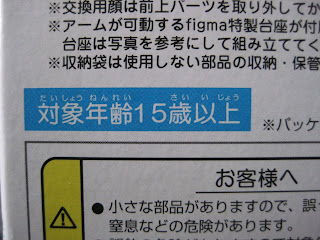 ※交換用顔は前上パーツを取り外してか
※アームが可動するfigma特製台座が付
台座は写真を参考にして組み立ててく
※収納袋は使用しない部品の収納・保管
たいしょうねんれい さい いじょう
対象年齢15歳以上
※パッケ
お客様へ
●小さな部品がありますので、誤
窒息などの危険があります。